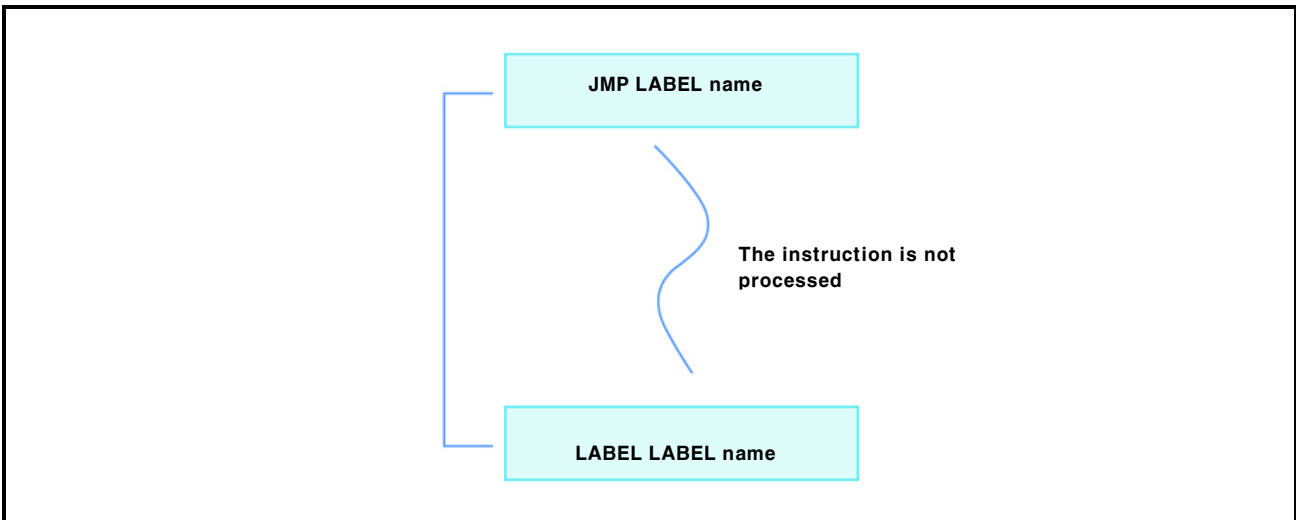 JMP LABEL name
The instruction is not
processed
LABEL LABEL name